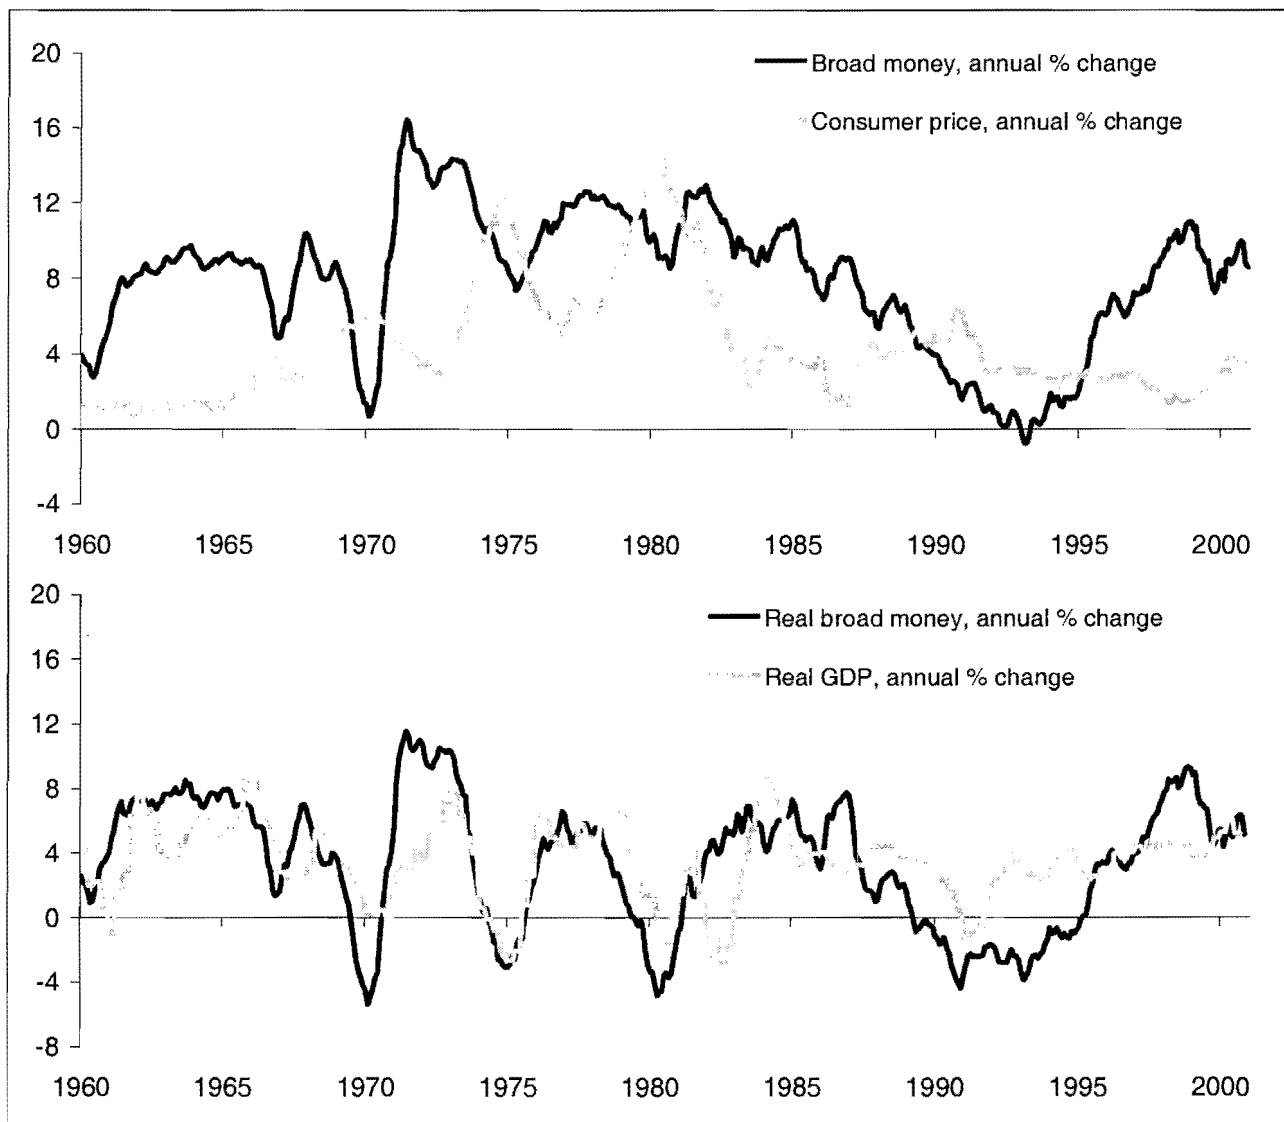 20
16
12
8
4
0
-4
Broad money, annual % change
Consumer price, annual % change
1960 1965 1970 1975 1980 1985 1990 1995 2000
20
16
12
8
4
0
-4
-8
Real broad money, annual % change
Real GDP, annual % change
1960 1965 1970 1975 1980 1985 1990 1995 2000